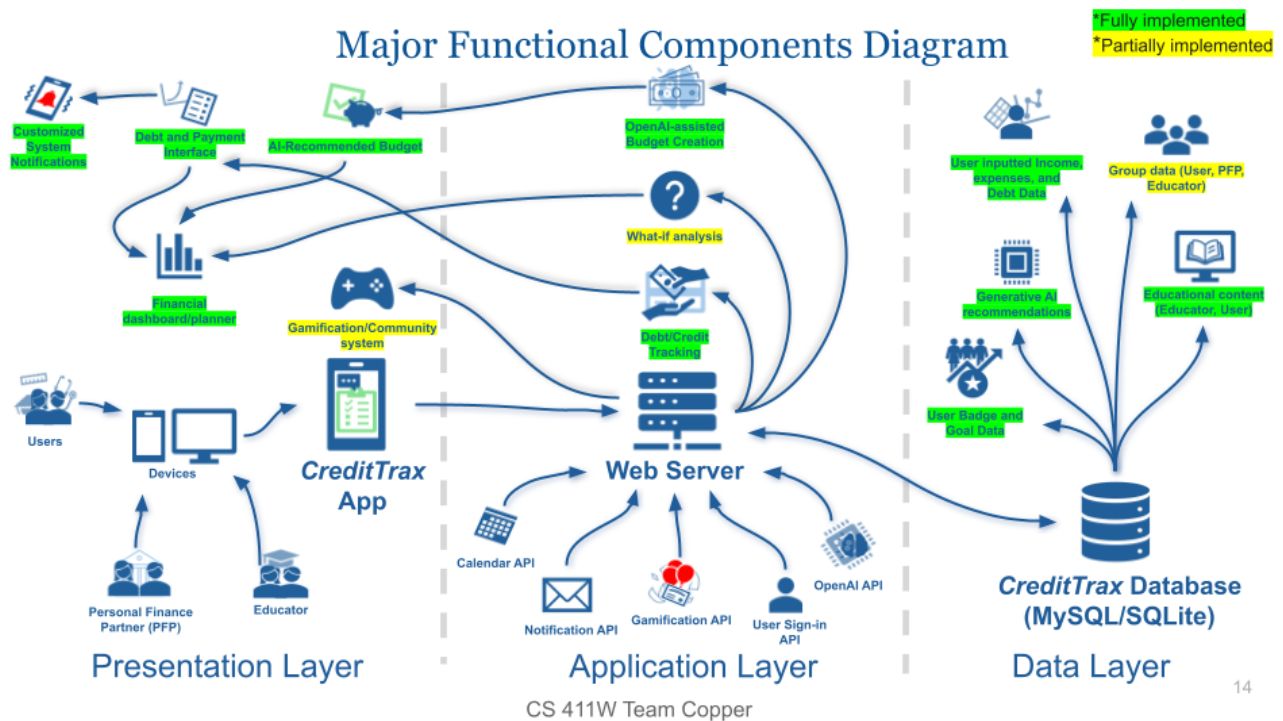 *Fully implemented
*Partially implemented
Major Functional Components Diagram
Customized
System
Notifications
Debt and Payment
Interface
AI-Recommended Budget
OpenAI-assisted
Budget Creation
User inputted Income,
expenses, and
Debt Data
Group data (User, PFP,
Educator)
What-if analysis
Financial
dashboard/planner
Gamification/Community
system
Debt/Credit
Tracking
Generative AI
recommendations
Educational content
(Educator, User)
User Badge and
Goal Data
Users
Devices
CreditTrax
App
Web Server
Personal Finance
Partner (PFP)
Educator
Calendar API
Notification API
Gamification API
User Sign-in
API
OpenAI API
CreditTrax Database
(MySQL/SQLite)
Presentation Layer
Application Layer
Data Layer
14
CS 411W Team Copper